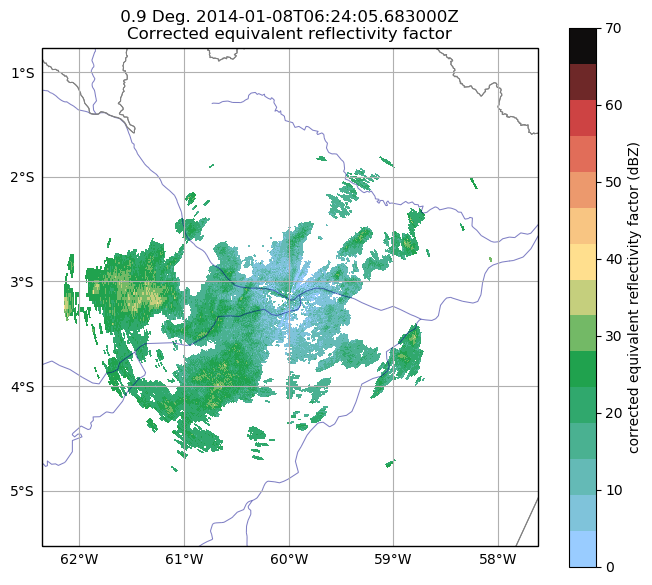 0.9 Deg. 2014-01-08T06:24:05.683000Z
Corrected equivalent reflectivity factor
1°S
2°S
3°S
4°S
5°S
62°W
61°W
60°W
59°W
58°W
70
60
50
40
30
20
10
0
corrected equivalent reflectivity factor (dBZ)